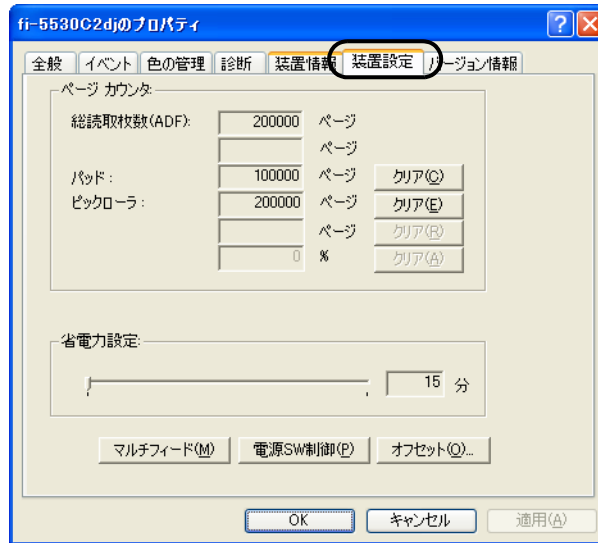 fi-5530C2djのプロパティ
全般 イベント 色の管理 診断 装置情報 装置設定 バージョン情報
ページ カウンタ:
総読取枚数(ADF): 200000 ページ
ページ
パッド: 100000 ページ クリア(C)
ピックローラ: 200000 ページ クリア(E)
ページ クリア(R)
0 % クリア(A)
省電力設定:
15 分
マルチフィード(M) 電源SW制御(P) オフセット(O)...
OK キャンセル 適用(A)